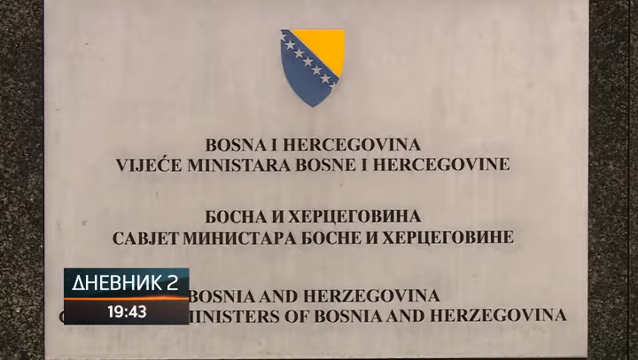 BOSNA I HERCEGOVINA
VIJEĆE MINISTARA BOSNE I HERCEGOVINE
БОСНА И ХЕРЦЕГОВИНА
САВЈЕТ МИНИСТАРА БОСНЕ И ХЕРЦЕГОВИНЕ
BOSNIA AND HERZEGOVINA
MINISTERS OF BOSNIA AND HERZEGOVINA
ДНЕВНИК 2
19:43